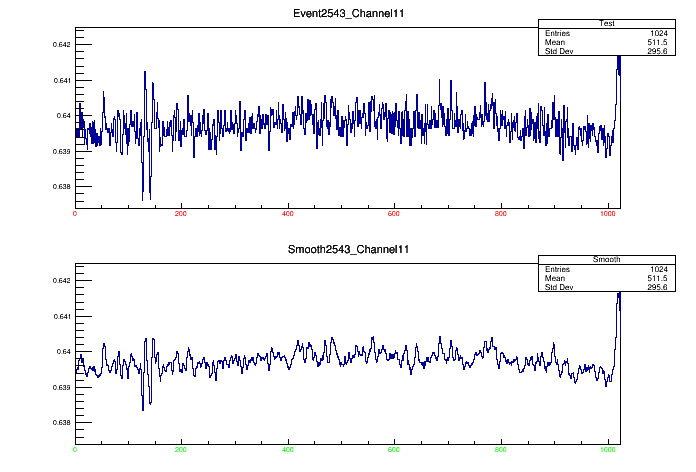 Event2543_Channel11
Test
Entries 1024
Mean 511.5
Std Dev 295.6
0.642
0.641
0.64
0.639
0.638
0 200 400 600 800 1000
Smooth2543_Channel11
Smooth
Entries 1024
Mean 511.5
Std Dev 295.6
0.642
0.641
0.64
0.639
0.638
0 200 400 600 800 1000